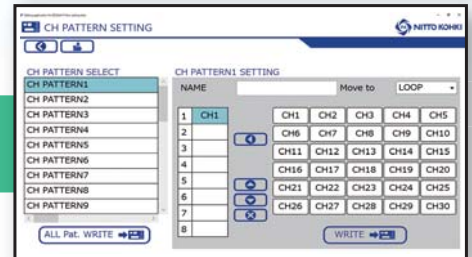 CH PATTERN SETTING
NITTO KOHKI
CH PATTERN SELECT
CH PATTERN1
CH PATTERN2
CH PATTERN3
CH PATTERN4
CH PATTERN5
CH PATTERN6
CH PATTERN7
CH PATTERN8
CH PATTERN9
ALL Pat. WRITE
CH PATTERN1 SETTING
NAME Move to LOOP
1 CH1
2
3
4
5
6
7
8
CH1 CH2 CH3 CH4 CH5
CH6 CH7 CH8 CH9 CH10
CH11 CH12 CH13 CH14 CH15
CH16 CH17 CH18 CH19 CH20
CH21 CH22 CH23 CH24 CH25
CH26 CH27 CH28 CH29 CH30
WRITE